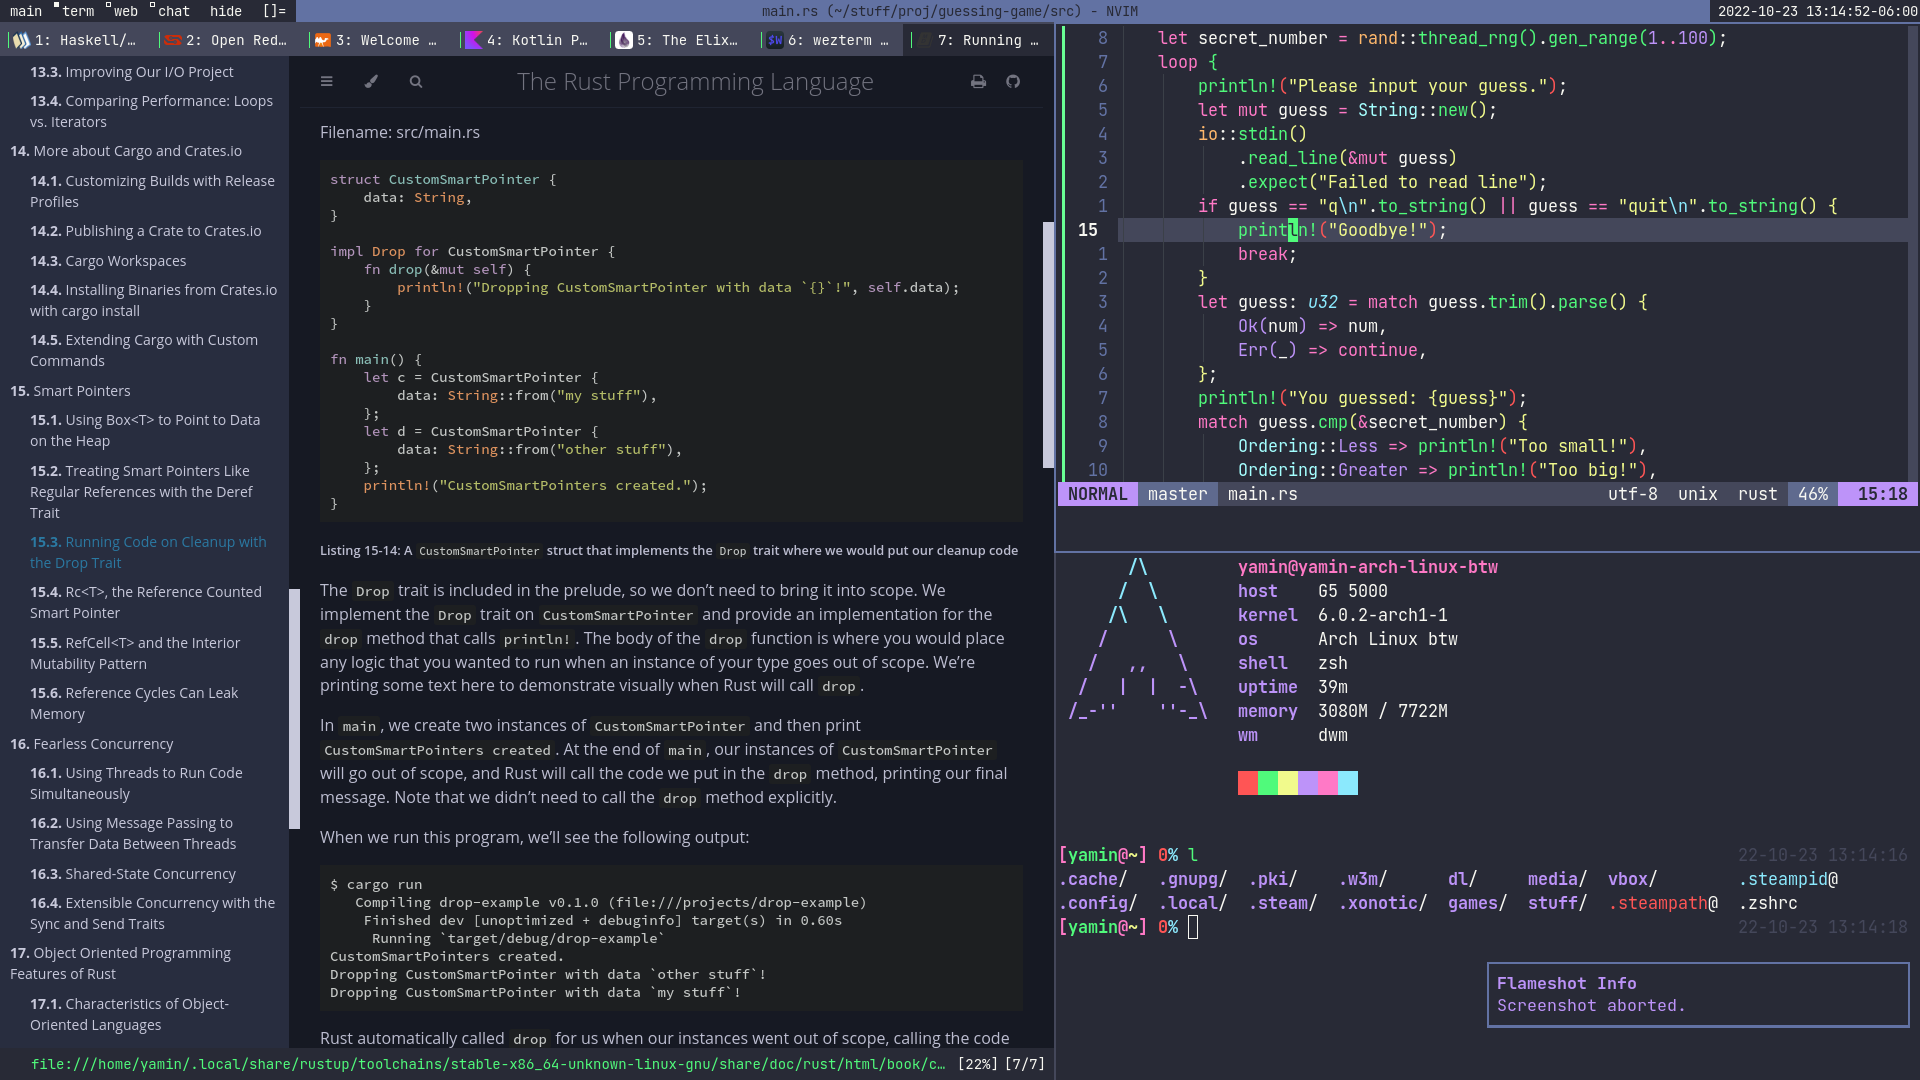 main term web chat hide []= main.rs (~/stuff/proj/guessing-game/src) - NVIM 2022-10-23 13:14:52-06:00
1: Haskell/… 2: Open Red… 3: Welcome … 4: Kotlin P… 5: The Elix… 6: wezterm … 7: Running …
13.3. Improving Our I/O Project
13.4. Comparing Performance: Loops
vs. Iterators
14. More about Cargo and Crates.io
14.1. Customizing Builds with Release
Profiles
14.2. Publishing a Crate to Crates.io
14.3. Cargo Workspaces
14.4. Installing Binaries from Crates.io
with cargo install
14.5. Extending Cargo with Custom
Commands
15. Smart Pointers
15.1. Using Box<T> to Point to Data
on the Heap
15.2. Treating Smart Pointers Like
Regular References with the Deref
Trait
15.3. Running Code on Cleanup with
the Drop Trait
15.4. Rc<T>, the Reference Counted
Smart Pointer
15.5. RefCell<T> and the Interior
Mutability Pattern
15.6. Reference Cycles Can Leak
Memory
16. Fearless Concurrency
16.1. Using Threads to Run Code
Simultaneously
16.2. Using Message Passing to
Transfer Data Between Threads
16.3. Shared-State Concurrency
16.4. Extensible Concurrency with the
Sync and Send Traits
17. Object Oriented Programming
Features of Rust
17.1. Characteristics of Object-
Oriented Languages
The Rust Programming Language
Filename: src/main.rs
struct CustomSmartPointer {
    data: String,
}
impl Drop for CustomSmartPointer {
    fn drop(&mut self) {
        println!("Dropping CustomSmartPointer with data `{}`!", self.data);
    }
}
fn main() {
    let c = CustomSmartPointer {
        data: String::from("my stuff"),
    };
    let d = CustomSmartPointer {
        data: String::from("other stuff"),
    };
    println!("CustomSmartPointers created.");
}
Listing 15-14: A CustomSmartPointer struct that implements the Drop trait where we would put our cleanup code
The Drop trait is included in the prelude, so we don’t need to bring it into scope. We
implement the Drop trait on CustomSmartPointer and provide an implementation for the
drop method that calls println!. The body of the drop function is where you would place
any logic that you wanted to run when an instance of your type goes out of scope. We’re
printing some text here to demonstrate visually when Rust will call drop.
In main, we create two instances of CustomSmartPointer and then print
CustomSmartPointers created. At the end of main, our instances of CustomSmartPointer
will go out of scope, and Rust will call the code we put in the drop method, printing our final
message. Note that we didn’t need to call the drop method explicitly.
When we run this program, we’ll see the following output:
$ cargo run
   Compiling drop-example v0.1.0 (file:///projects/drop-example)
    Finished dev [unoptimized + debuginfo] target(s) in 0.60s
     Running `target/debug/drop-example`
CustomSmartPointers created.
Dropping CustomSmartPointer with data `other stuff`!
Dropping CustomSmartPointer with data `my stuff`!
Rust automatically called drop for us when our instances went out of scope, calling the code
file:///home/yamin/.local/share/rustup/toolchains/stable-x86_64-unknown-linux-gnu/share/doc/rust/html/book/c… [22%] [7/7]
8 let secret_number = rand::thread_rng().gen_range(1..100);
7 loop {
6 println!("Please input your guess.");
5 let mut guess = String::new();
4 io::stdin()
3 .read_line(&mut guess)
2 .expect("Failed to read line");
1 if guess == "q\n".to_string() || guess == "quit\n".to_string() {
15 println!("Goodbye!");
1 break;
2 }
3 let guess: u32 = match guess.trim().parse() {
4 Ok(num) => num,
5 Err(_) => continue,
6 };
7 println!("You guessed: {guess}");
8 match guess.cmp(&secret_number) {
9 Ordering::Less => println!("Too small!"),
10 Ordering::Greater => println!("Too big!"),
NORMAL master main.rs utf-8 unix rust 46% 15:18
      /\
     /  \
    /\   \
   /      \
  /   ,,   \
 /   |  |  -\
/_-''    ''-_\
yamin@yamin-arch-linux-btw
host G5 5000
kernel 6.0.2-arch1-1
os Arch Linux btw
shell zsh
uptime 39m
memory 3080M / 7722M
wm dwm
[yamin@~] 0% l 22-10-23 13:14:16
.cache/ .gnupg/ .pki/ .w3m/ dl/ media/ vbox/ .steampid@
.config/ .local/ .steam/ .xonotic/ games/ stuff/ .steampath@ .zshrc
[yamin@~] 0% 22-10-23 13:14:18
Flameshot Info
Screenshot aborted.